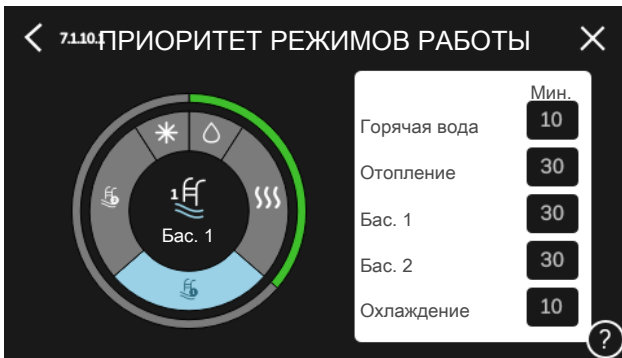 7.1.10.1 ПРИОРИТЕТ РЕЖИМОВ РАБОТЫ
Мин.
Горячая вода 10
Отопление 30
Бас. 1 30
Бас. 2 30
Охлаждение 10
1
Бас. 1
?